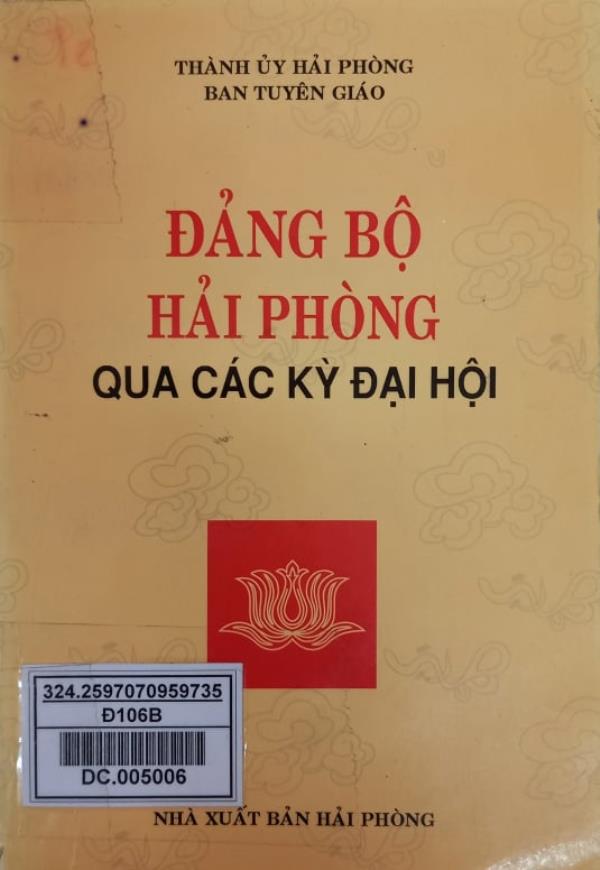 THÀNH ỦY HẢI PHÒNG
BAN TUYÊN GIÁO
ĐẢNG BỘ
HẢI PHÒNG
QUA CÁC KỲ ĐẠI HỘI
324.2597070959735
Đ106B
DC.005006
NHÀ XUẤT BẢN HẢI PHÒNG